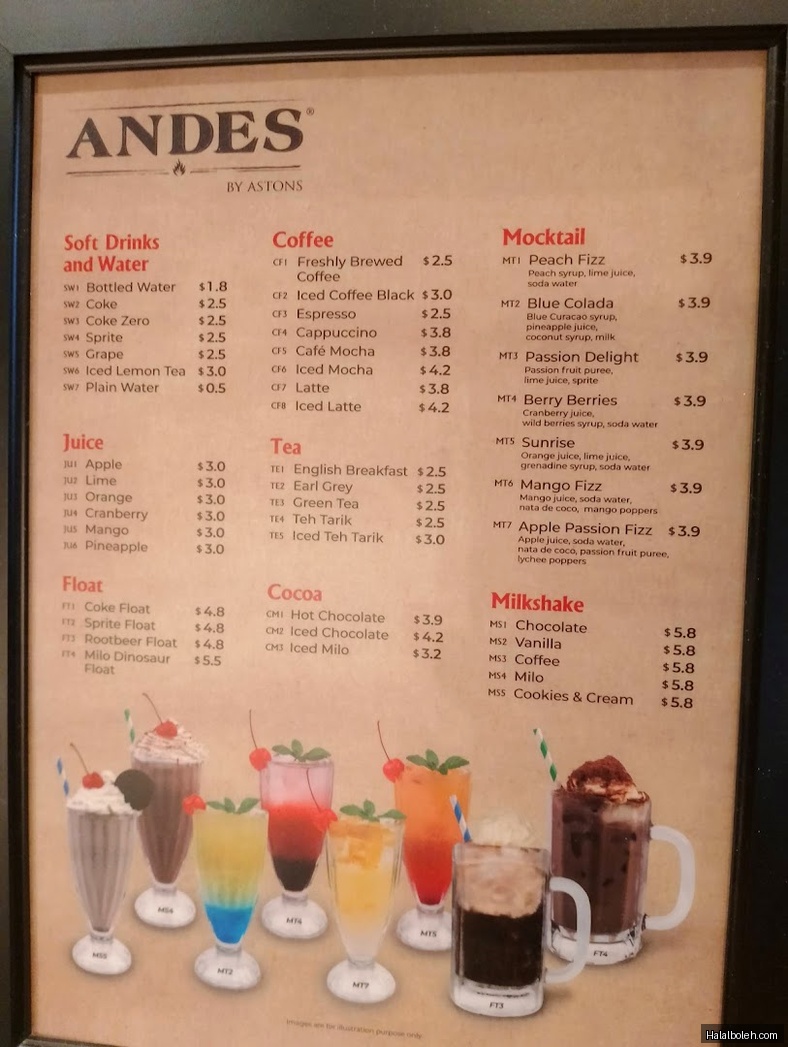 ANDES®
BY ASTONS
Soft Drinks
and Water
SW1 Bottled Water $1.8
SW2 Coke $2.5
SW3 Coke Zero $2.5
SW4 Sprite $2.5
SW5 Grape $2.5
SW6 Iced Lemon Tea $3.0
SW7 Plain Water $0.5
Juice
JU1 Apple $3.0
JU2 Lime $3.0
JU3 Orange $3.0
JU4 Cranberry $3.0
JU5 Mango $3.0
JU6 Pineapple $3.0
Float
FT1 Coke Float $4.8
FT2 Sprite Float $4.8
FT3 Rootbeer Float $4.8
FT4 Milo Dinosaur $5.5
Float
Coffee
CF1 Freshly Brewed $2.5
Coffee
CF2 Iced Coffee Black $3.0
CF3 Espresso $2.5
CF4 Cappuccino $3.8
CF5 Café Mocha $3.8
CF6 Iced Mocha $4.2
CF7 Latte $3.8
CF8 Iced Latte $4.2
Tea
TE1 English Breakfast $2.5
TE2 Earl Grey $2.5
TE3 Green Tea $2.5
TE4 Teh Tarik $2.5
TE5 Iced Teh Tarik $3.0
Cocoa
CM1 Hot Chocolate $3.9
CM2 Iced Chocolate $4.2
CM3 Iced Milo $3.2
Mocktail
MT1 Peach Fizz $3.9
Peach syrup, lime juice,
soda water
MT2 Blue Colada $3.9
Blue Curacao syrup,
pineapple juice,
coconut syrup, milk
MT3 Passion Delight $3.9
Passion fruit puree,
lime juice, sprite
MT4 Berry Berries $3.9
Cranberry juice,
wild berries syrup, soda water
MT5 Sunrise $3.9
Orange juice, lime juice,
grenadine syrup, soda water
MT6 Mango Fizz $3.9
Mango juice, soda water,
nata de coco, mango poppers
MT7 Apple Passion Fizz $3.9
Apple juice, soda water,
nata de coco, passion fruit puree,
lychee poppers
Milkshake
MS1 Chocolate $5.8
MS2 Vanilla $5.8
MS3 Coffee $5.8
MS4 Milo $5.8
MS5 Cookies & Cream $5.8
MS4
MT4
MT5
MS5
MT2
MT7
FT3
FT4
Images are for illustration purpose only
Halalboleh.com